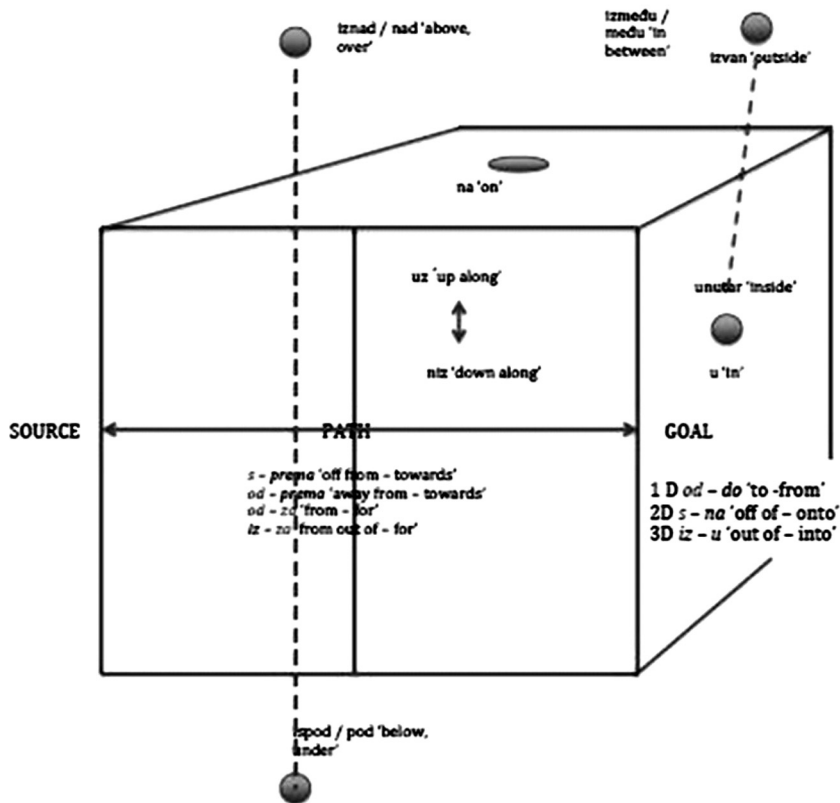 iznad / nad ‘above,
over’
između /
među ‘in
between’
izvan ‘outside’
na ‘on’
uz ‘up along’
unutar ‘inside’
niz ‘down along’
u ‘in’
SOURCE
PATH
GOAL
s – prema ‘off from – towards’
od – prema ‘away from – towards’
od – za ‘from – for’
iz – za ‘from out of – for’
1 D od – do ‘to -from’
2D s – na ‘off of – onto’
3D iz – u ‘out of – into’
ispod / pod ‘below,
under’